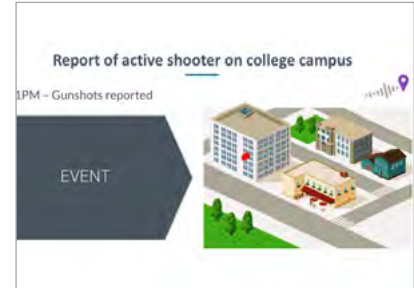 Report of active shooter on college campus
1PM – Gunshots reported
EVENT